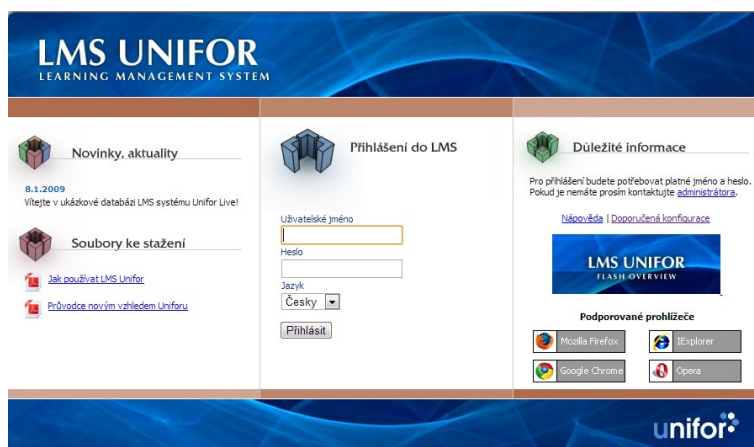 LMS UNIFOR
LEARNING MANAGEMENT SYSTEM
Novinky, aktuality
8.1.2009
Vítejte v ukázkové databázi LMS systému Unifor Live!
Soubory ke stažení
Jak používat LMS Unifor
Průvodce novým vzhledem Uniforu
Přihlášení do LMS
Uživatelské jméno
Heslo
Jazyk
Česky
Přihlásit
Důležité informace
Pro přihlášení budete potřebovat platné jméno a heslo.
Pokud je nemáte prosím kontaktujte administrátora.
Nápověda | Doporučená konfigurace
LMS UNIFOR
FLASH OVERVIEW
Podporované prohlížeče
Mozilla Firefox
IExplorer
Google Chrome
Opera
unifor